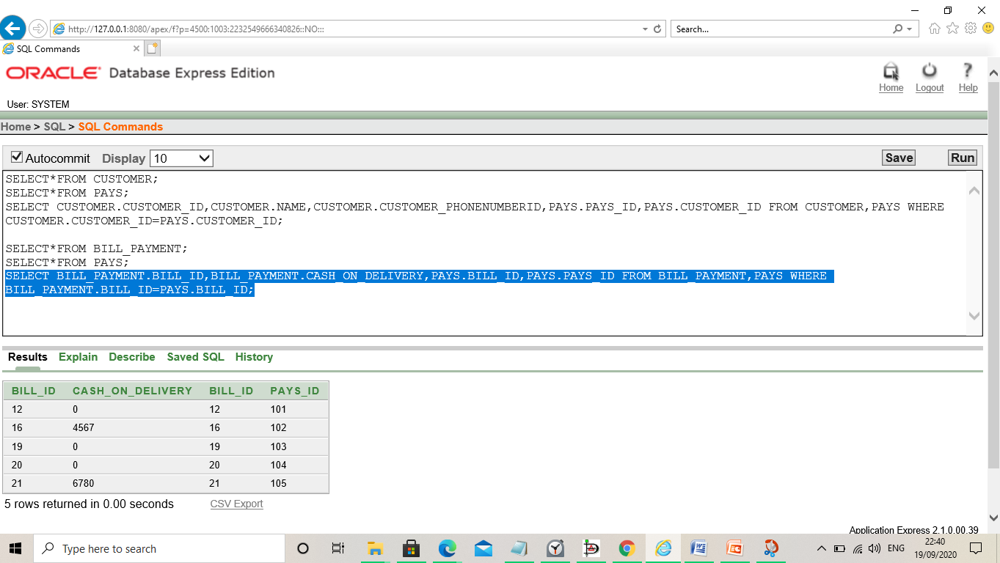 http://127.0.0.1:8080/apex/f?p=4500:1003:2232549666340826::NO:::
Search...
SQL Commands
ORACLE® Database Express Edition
Home
Logout
Help
User: SYSTEM
Home > SQL > SQL Commands
Autocommit Display 10
Save
Run
SELECT*FROM CUSTOMER;
SELECT*FROM PAYS;
SELECT CUSTOMER.CUSTOMER_ID,CUSTOMER.NAME,CUSTOMER.CUSTOMER_PHONENUMBERID,PAYS.PAYS_ID,PAYS.CUSTOMER_ID FROM CUSTOMER,PAYS WHERE
CUSTOMER.CUSTOMER_ID=PAYS.CUSTOMER_ID;
SELECT*FROM BILL_PAYMENT;
SELECT*FROM PAYS;
SELECT BILL_PAYMENT.BILL_ID,BILL_PAYMENT.CASH_ON_DELIVERY,PAYS.BILL_ID,PAYS.PAYS_ID FROM BILL_PAYMENT,PAYS WHERE
BILL_PAYMENT.BILL_ID=PAYS.BILL_ID;
Results Explain Describe Saved SQL History
BILL_ID CASH_ON_DELIVERY BILL_ID PAYS_ID
12 0 12 101
16 4567 16 102
19 0 19 103
20 0 20 104
21 6780 21 105
5 rows returned in 0.00 seconds
CSV Export
Application Express 2.1.0.00.39
Type here to search
ENG
22:40
19/09/2020